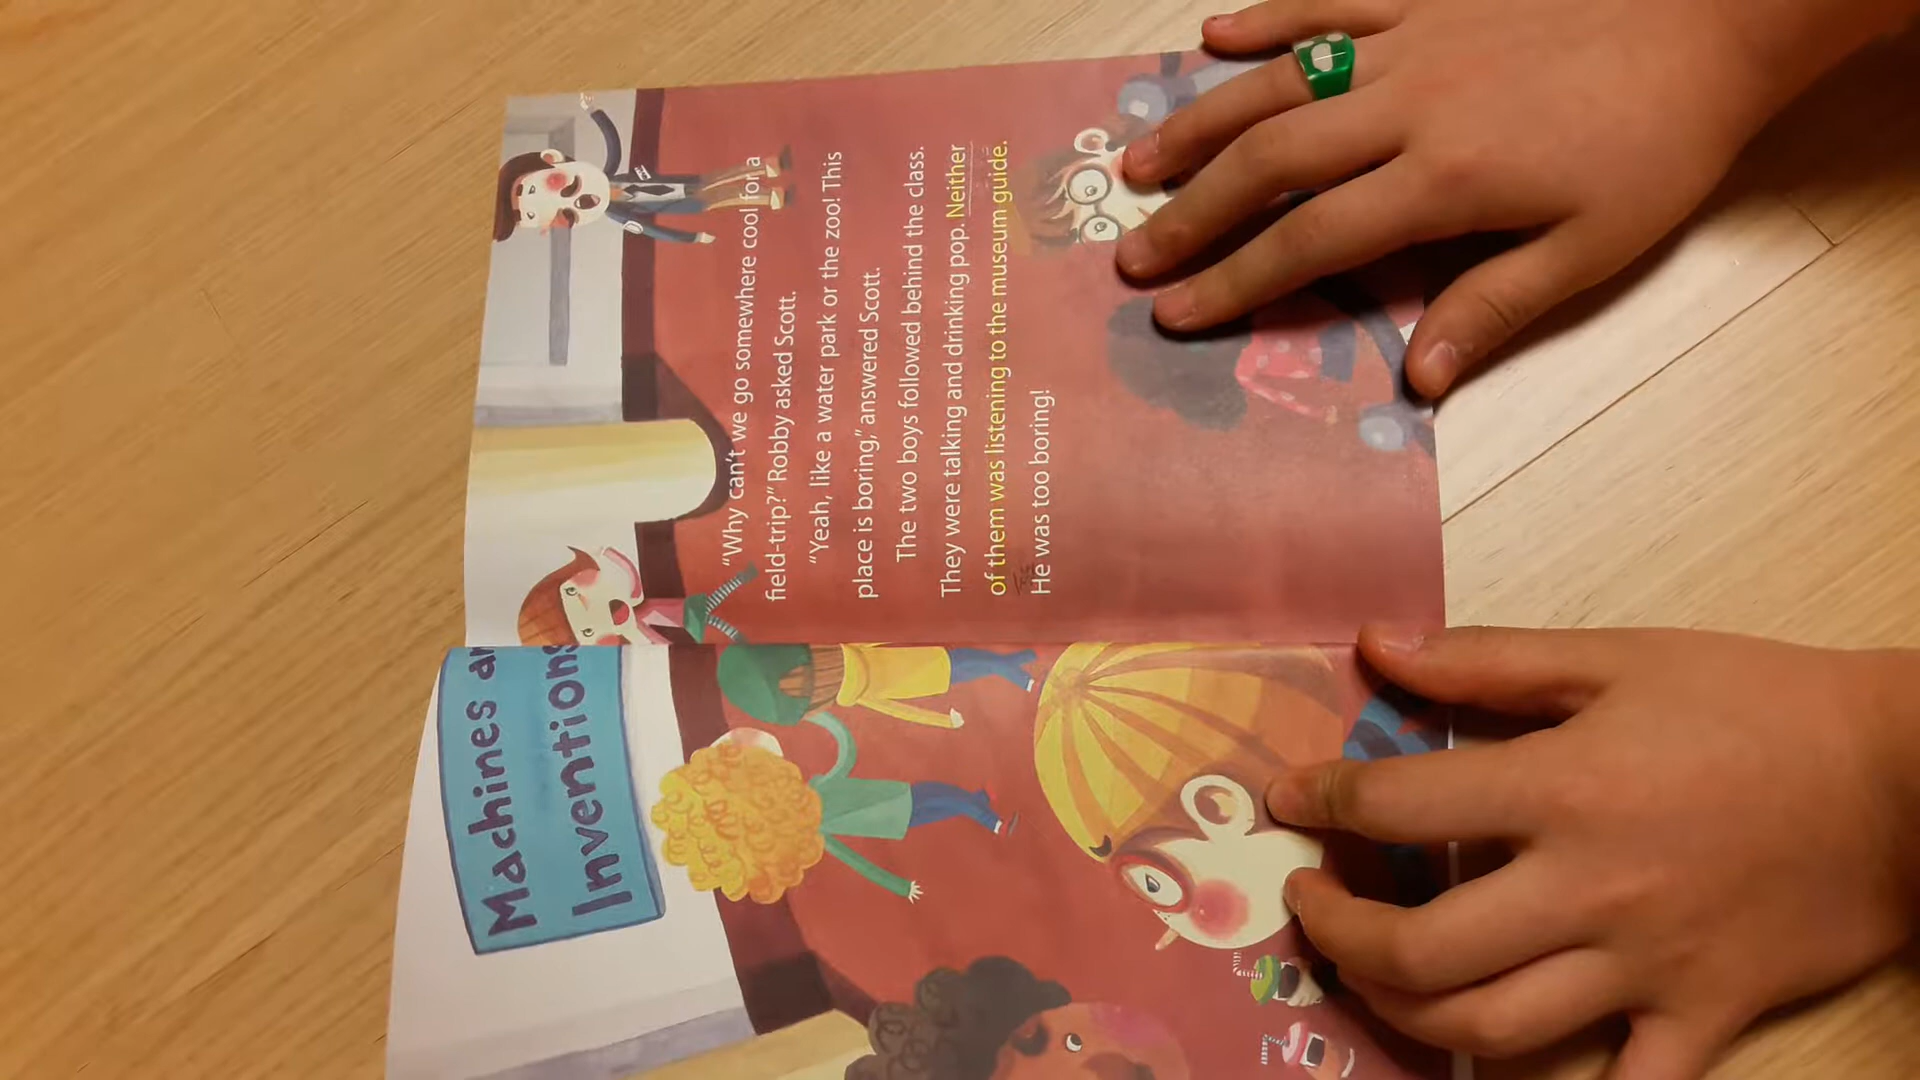 Machines
Inventions
"Why can't we go somewhere cool for a
field-trip?" Robby asked Scott.
"Yeah, like a water park or the zoo! This
place is boring," answered Scott.
The two boys followed behind the class.
They were talking and drinking pop. Neither
of them was listening to the museum guide.
He was too boring!